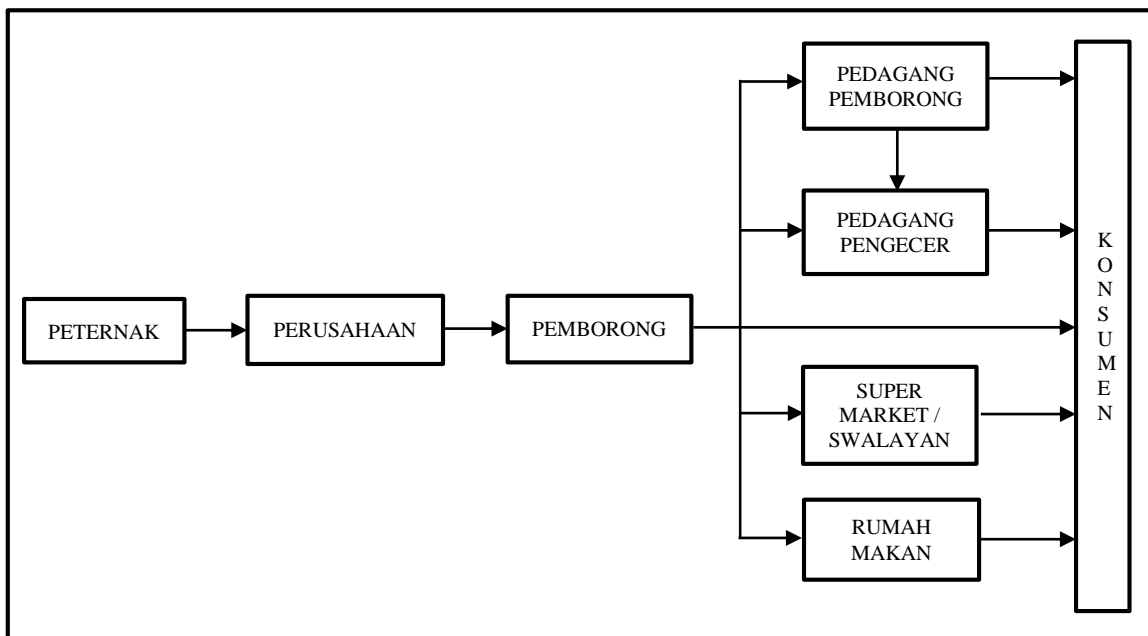 PEDAGANG
PEMBORONG
PEDAGANG
PENGECER
PETERNAK
PERUSAHAAN
PEMBORONG
SUPER
MARKET /
SWALAYAN
RUMAH
MAKAN
K
O
N
S
U
M
E
N